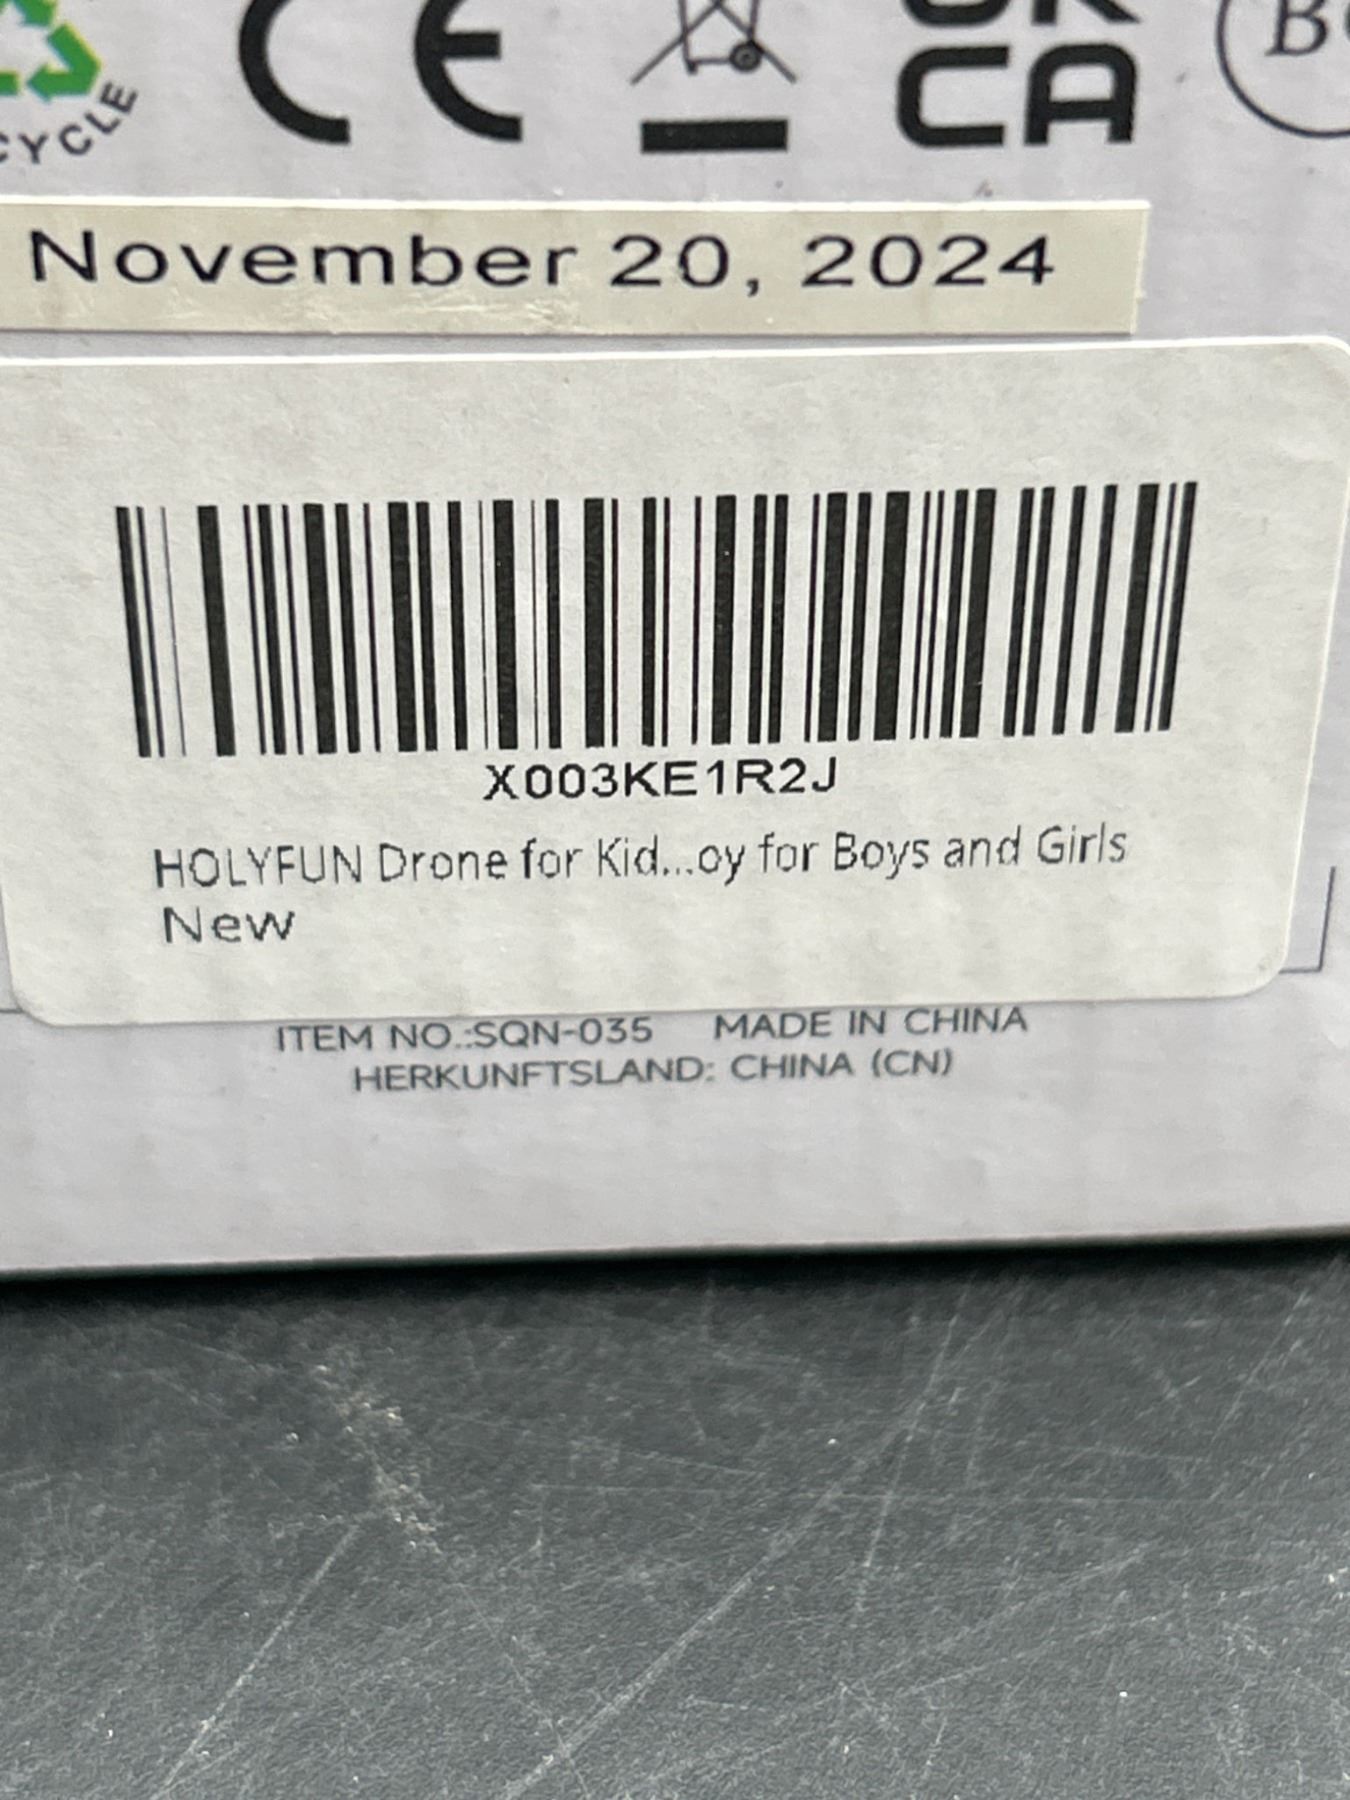 CYCLE
CE
CA
November 20, 2024
X003KE1R2J
HOLYFUN Drone for Kid...oy for Boys and Girls
New
ITEM NO.:SQN-035 MADE IN CHINA
HERKUNFTSLAND: CHINA (CN)